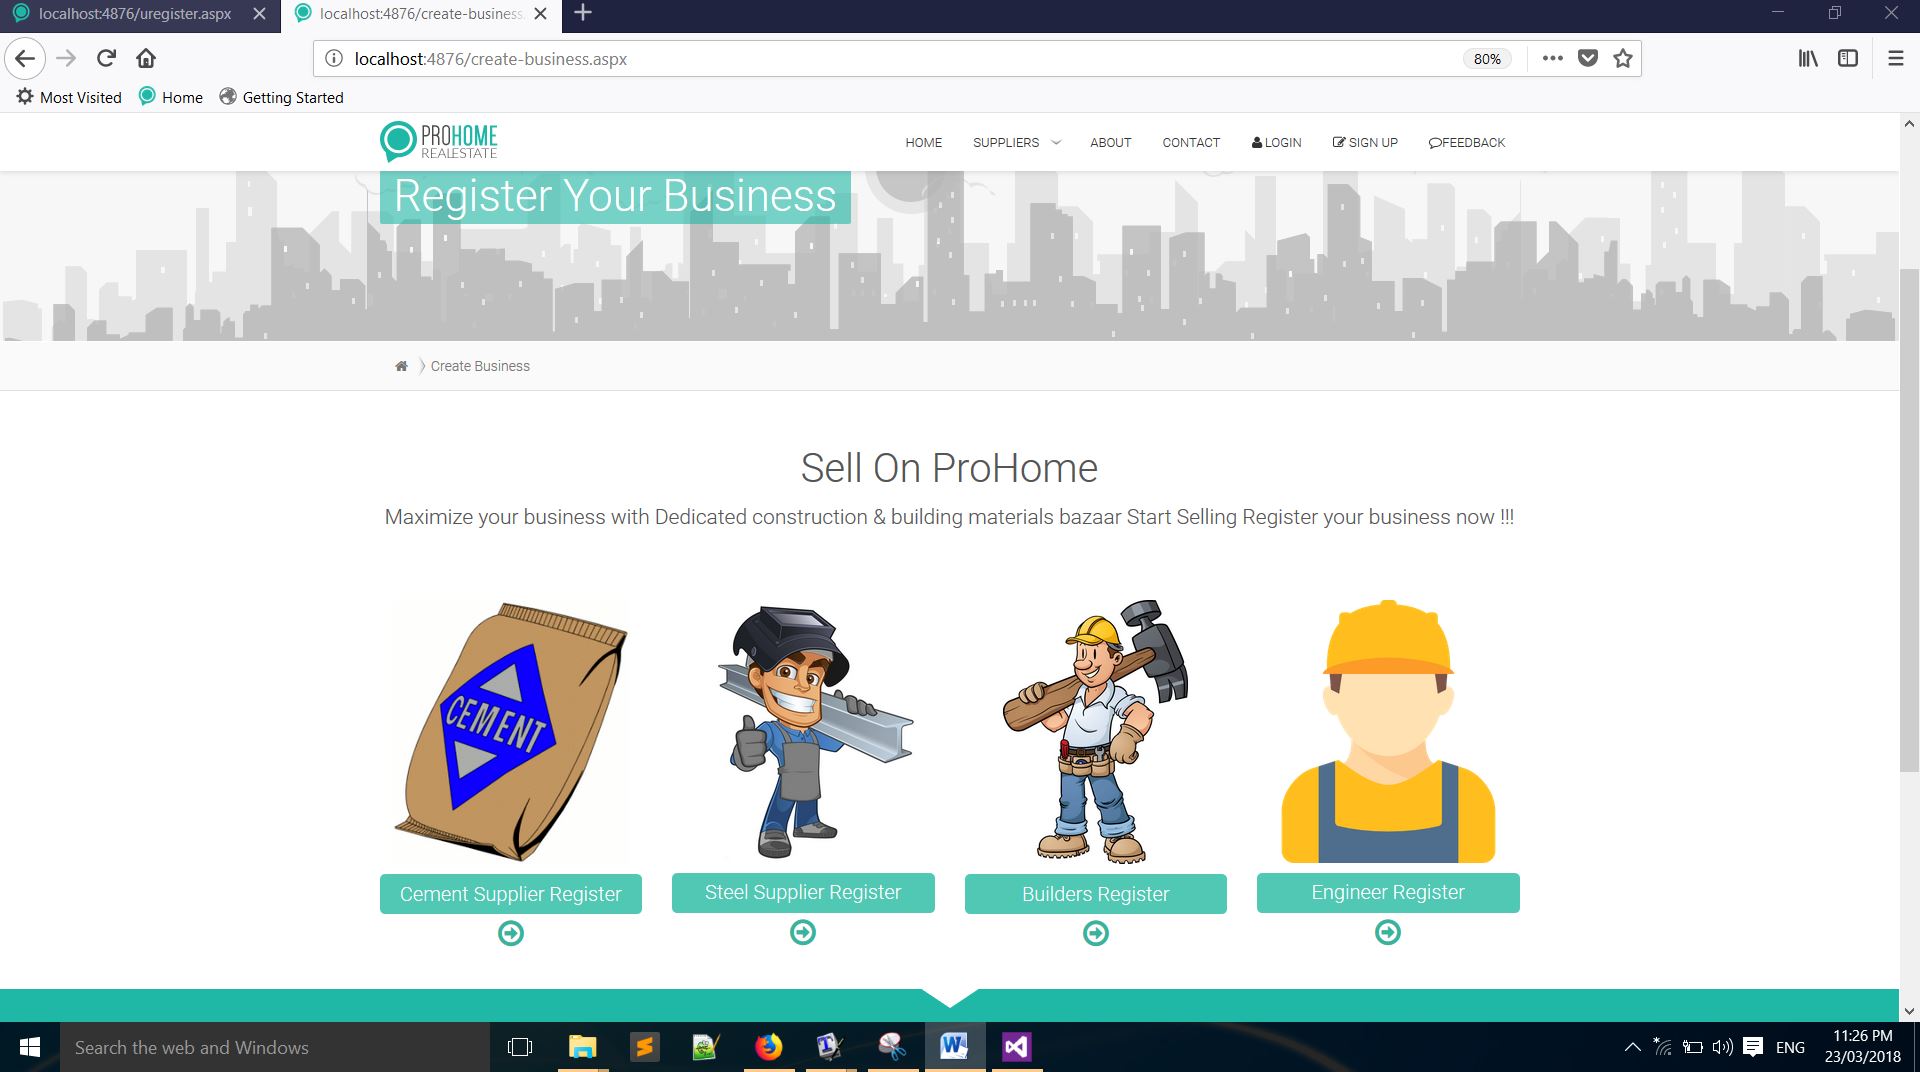 localhost:4876/uregister.aspx
localhost:4876/create-business.
localhost:4876/create-business.aspx
80%
Most Visited
Home
Getting Started
PROHOME
REALESTATE
HOME
SUPPLIERS
ABOUT
CONTACT
LOGIN
SIGN UP
FEEDBACK
Register Your Business
Create Business
Sell On ProHome
Maximize your business with Dedicated construction & building materials bazaar Start Selling Register your business now !!!
CEMENT
Cement Supplier Register
Steel Supplier Register
Builders Register
Engineer Register
Search the web and Windows
ENG
11:26 PM
23/03/2018